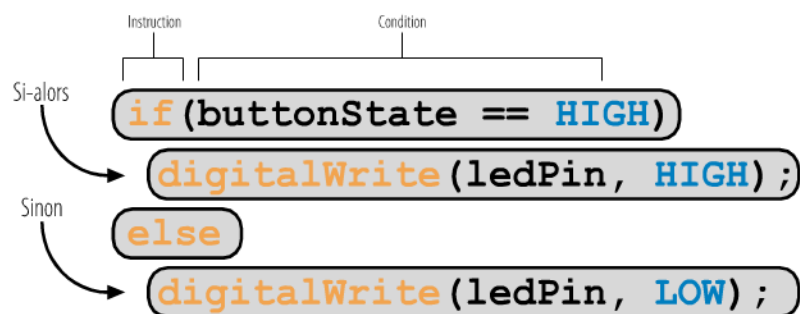 Instruction Condition
Si-alors
if(buttonState == HIGH)
digitalWrite(ledPin, HIGH);
Sinon
else
digitalWrite(ledPin, LOW);